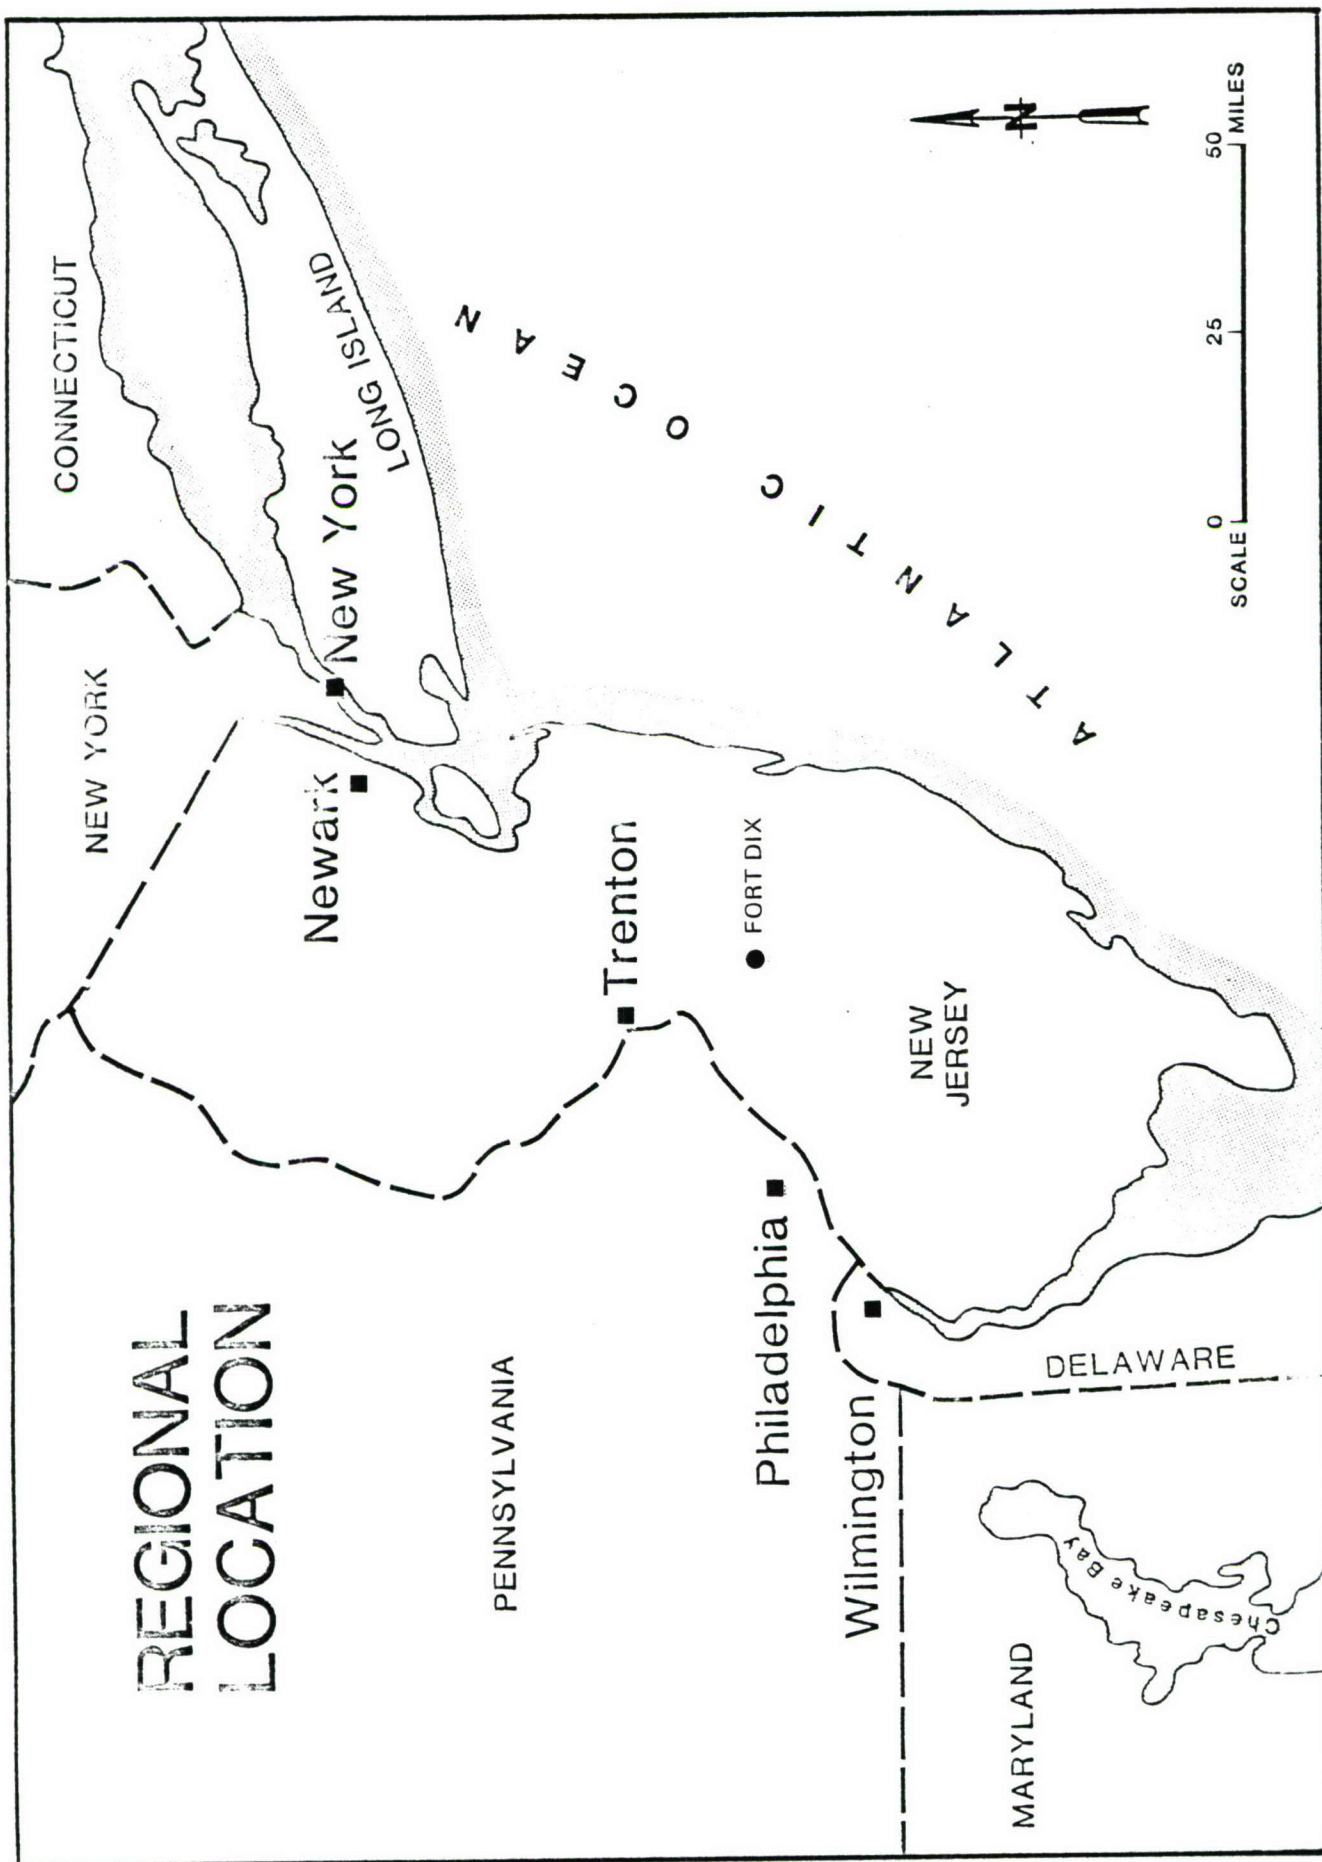 REGIONAL
LOCATION
NEW YORK
CONNECTICUT
Newark
New York
LONG ISLAND
PENNSYLVANIA
Trenton
FORT DIX
ATLANTIC OCEAN
Philadelphia
NEW
JERSEY
Wilmington
DELAWARE
MARYLAND
Chesapeake Bay
N
SCALE 0 25 50 MILES